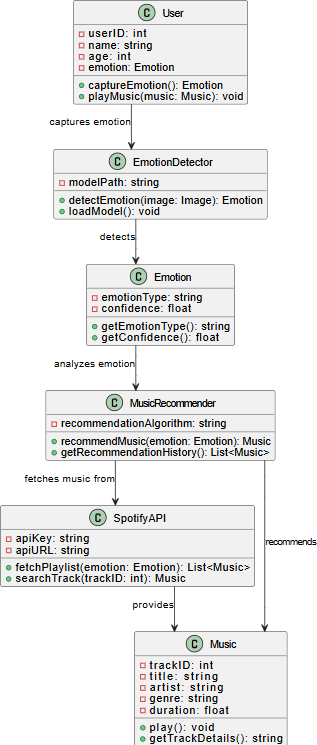 C User
userID: int
name: string
age: int
emotion: Emotion
captureEmotion(): Emotion
playMusic(music: Music): void
captures emotion
C EmotionDetector
modelPath: string
detectEmotion(image: Image): Emotion
loadModel(): void
detects
C Emotion
emotionType: string
confidence: float
getEmotionType(): string
getConfidence(): float
analyzes emotion
C MusicRecommender
recommendationAlgorithm: string
recommendMusic(emotion: Emotion): Music
getRecommendationHistory(): List<Music>
fetches music from
C SpotifyAPI
apiKey: string
apiURL: string
fetchPlaylist(emotion: Emotion): List<Music>
searchTrack(trackID: int): Music
recommends
provides
C Music
trackID: int
title: string
artist: string
genre: string
duration: float
play(): void
getTrackDetails(): string